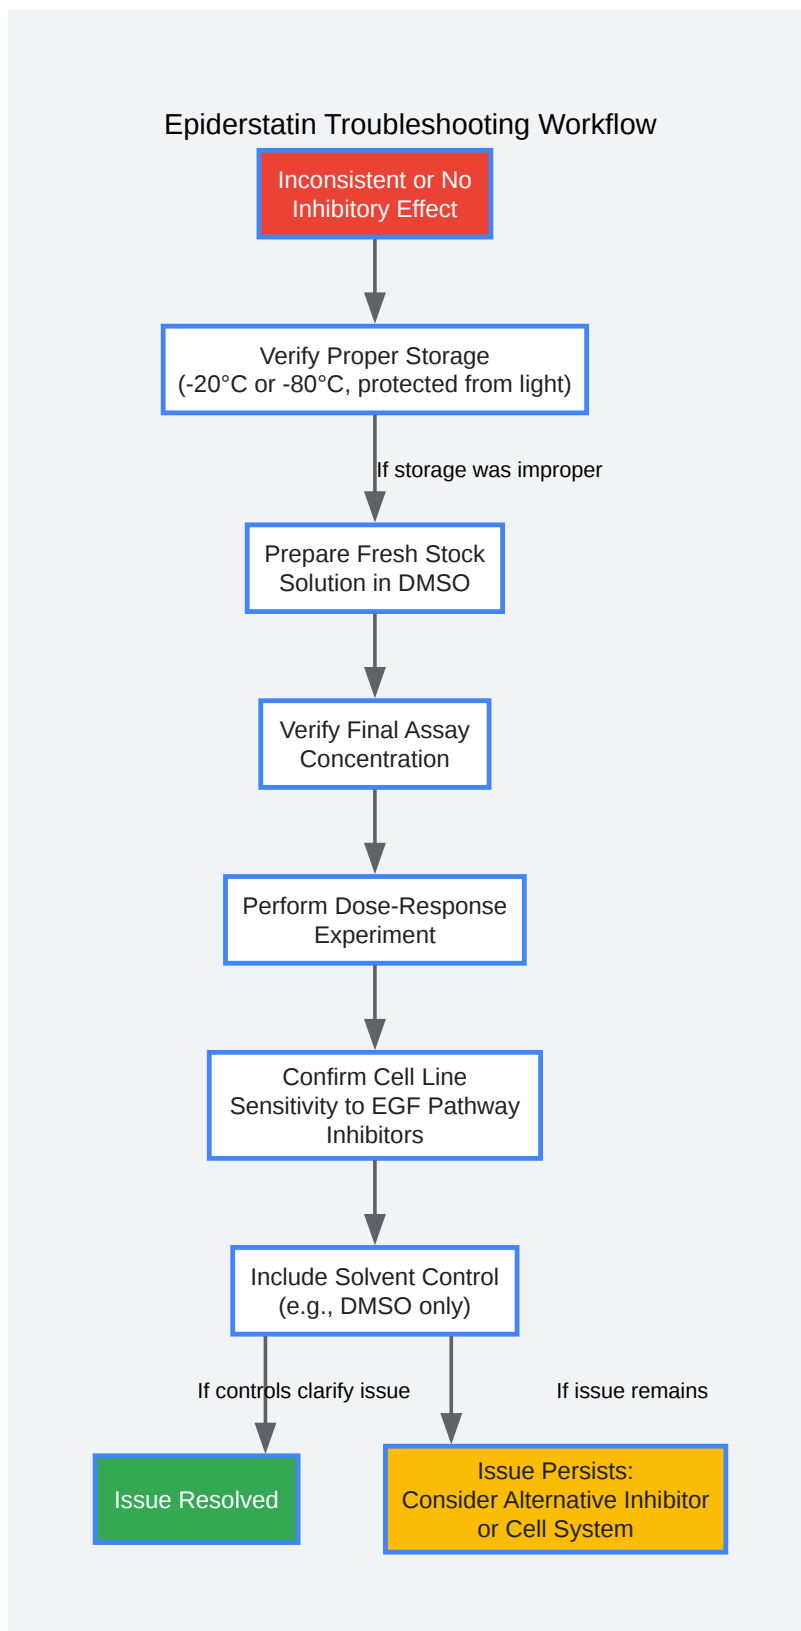 Epiderstatin Troubleshooting Workflow
Inconsistent or No
Inhibitory Effect
Verify Proper Storage
(-20°C or -80°C, protected from light)
If storage was improper
Prepare Fresh Stock
Solution in DMSO
Verify Final Assay
Concentration
Perform Dose-Response
Experiment
Confirm Cell Line
Sensitivity to EGF Pathway
Inhibitors
Include Solvent Control
(e.g., DMSO only)
If controls clarify issue
If issue remains
Issue Resolved
Issue Persists:
Consider Alternative Inhibitor
or Cell System